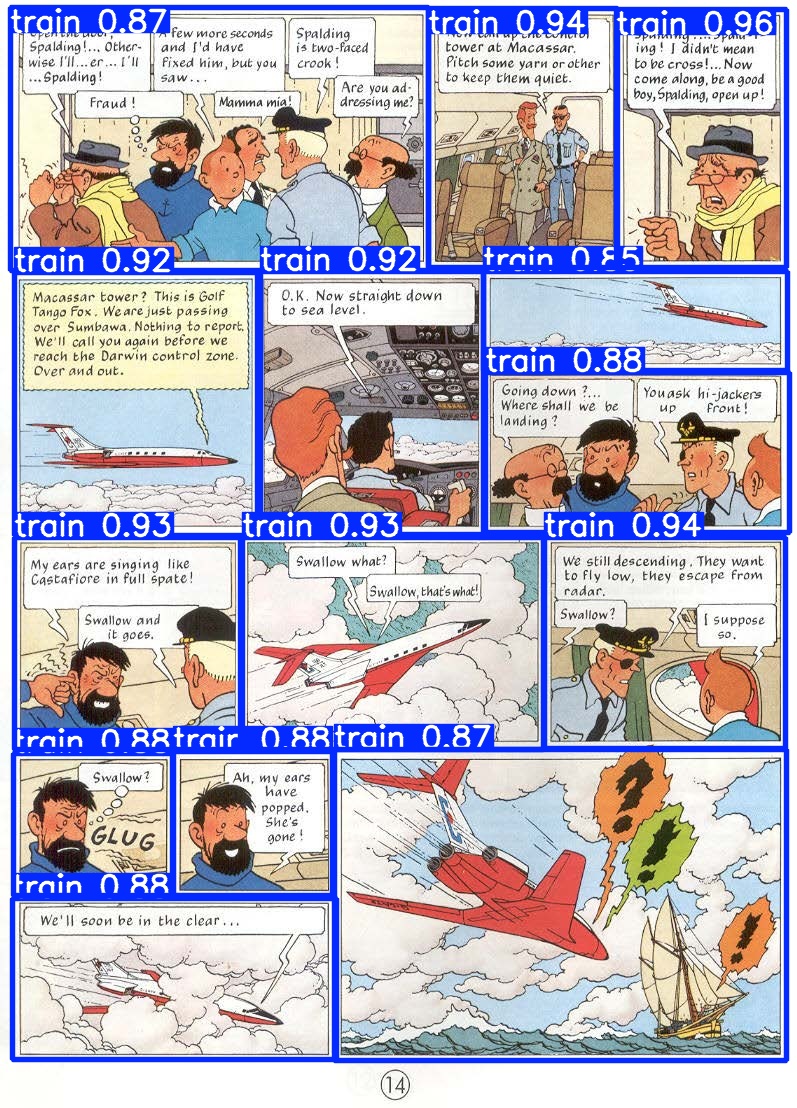 train 0.87
Open the door,
Spalding!... Other-
wise I'll...er... I'll
...Spalding!
Fraud!
A few more seconds
and I'd have
fixed him, but you
saw...
Mamma mia!
Spalding
is two-faced
crook!
Are you ad-
dressing me?
train 0.94
Now call up the control
tower at Macassar.
Pitch some yarn or other
to keep them quiet.
train 0.96
Spalding!... Spald-
ing! I didn't mean
to be cross!...Now
come along, be a good
boy, Spalding, open up!
train 0.92
Macassar tower? This is Golf
Tango Fox. We are just passing
over Sumbawa. Nothing to report.
We'll call you again before we
reach the Darwin control zone.
Over and out.
train 0.92
O.K. Now straight down
to sea level.
train 0.85
train 0.88
Going down?...
Where shall we be
landing?
You ask hi-jackers
up front!
train 0.93
My ears are singing like
Castafiore in full spate!
Swallow and
it goes.
train 0.93
Swallow what?
Swallow, that's what!
train 0.94
We still descending. They want
to fly low, they escape from
radar.
Swallow?
I suppose
so.
train 0.88
Swallow?
GLUG
train 0.88
Ah, my ears
have
popped.
She's
gone!
train 0.88
We'll soon be in the clear...
train 0.87
?
!
!
14